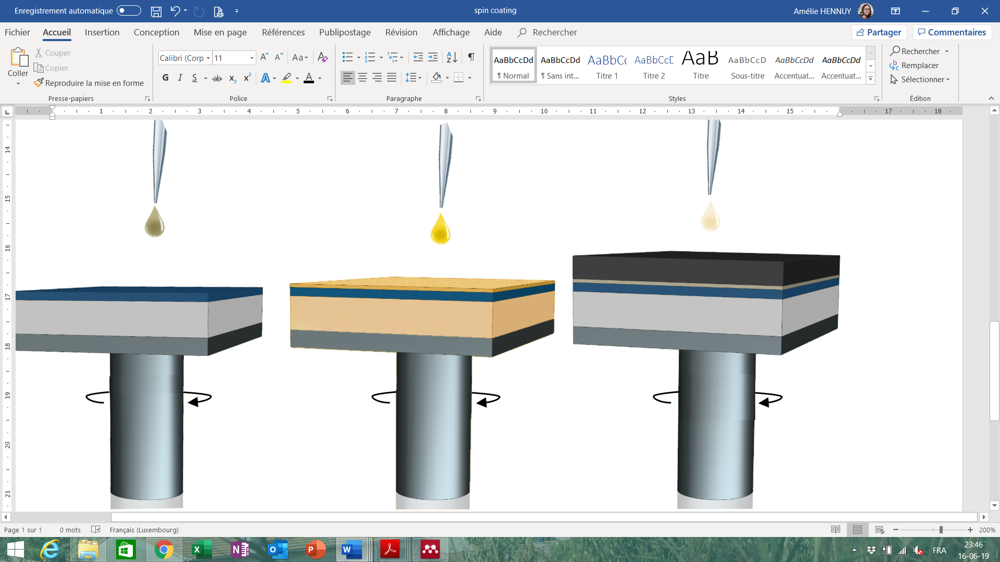 Enregistrement automatique
spin coating
Amélie HENNUY
Fichier Accueil Insertion Conception Mise en page Références Publipostage Révision Affichage Aide Rechercher
Partager Commentaires
Coller
Couper
Copier
Reproduire la mise en forme
Presse-papiers
Calibri (Corp 11
Aa
G I S ab x2 x2 A A
Police
Paragraphe
AaBbCcDd AaBbCcDd AaBbCc AaBbCcE AaB AaBbCcD AaBbCcDd AaBbCcDd
¶ Normal ¶ Sans int... Titre 1 Titre 2 Titre Sous-titre Accentuat... Accentuat...
Styles
Rechercher
Remplacer
Sélectionner
Édition
1 2 3 4 5 6 7 8 9 10 11 12 13 14 15 17 18
14
15
16
17
18
19
20
21
Page 1 sur 1 0 mots Français (Luxembourg) 200%
FRA
23:46
16-06-19